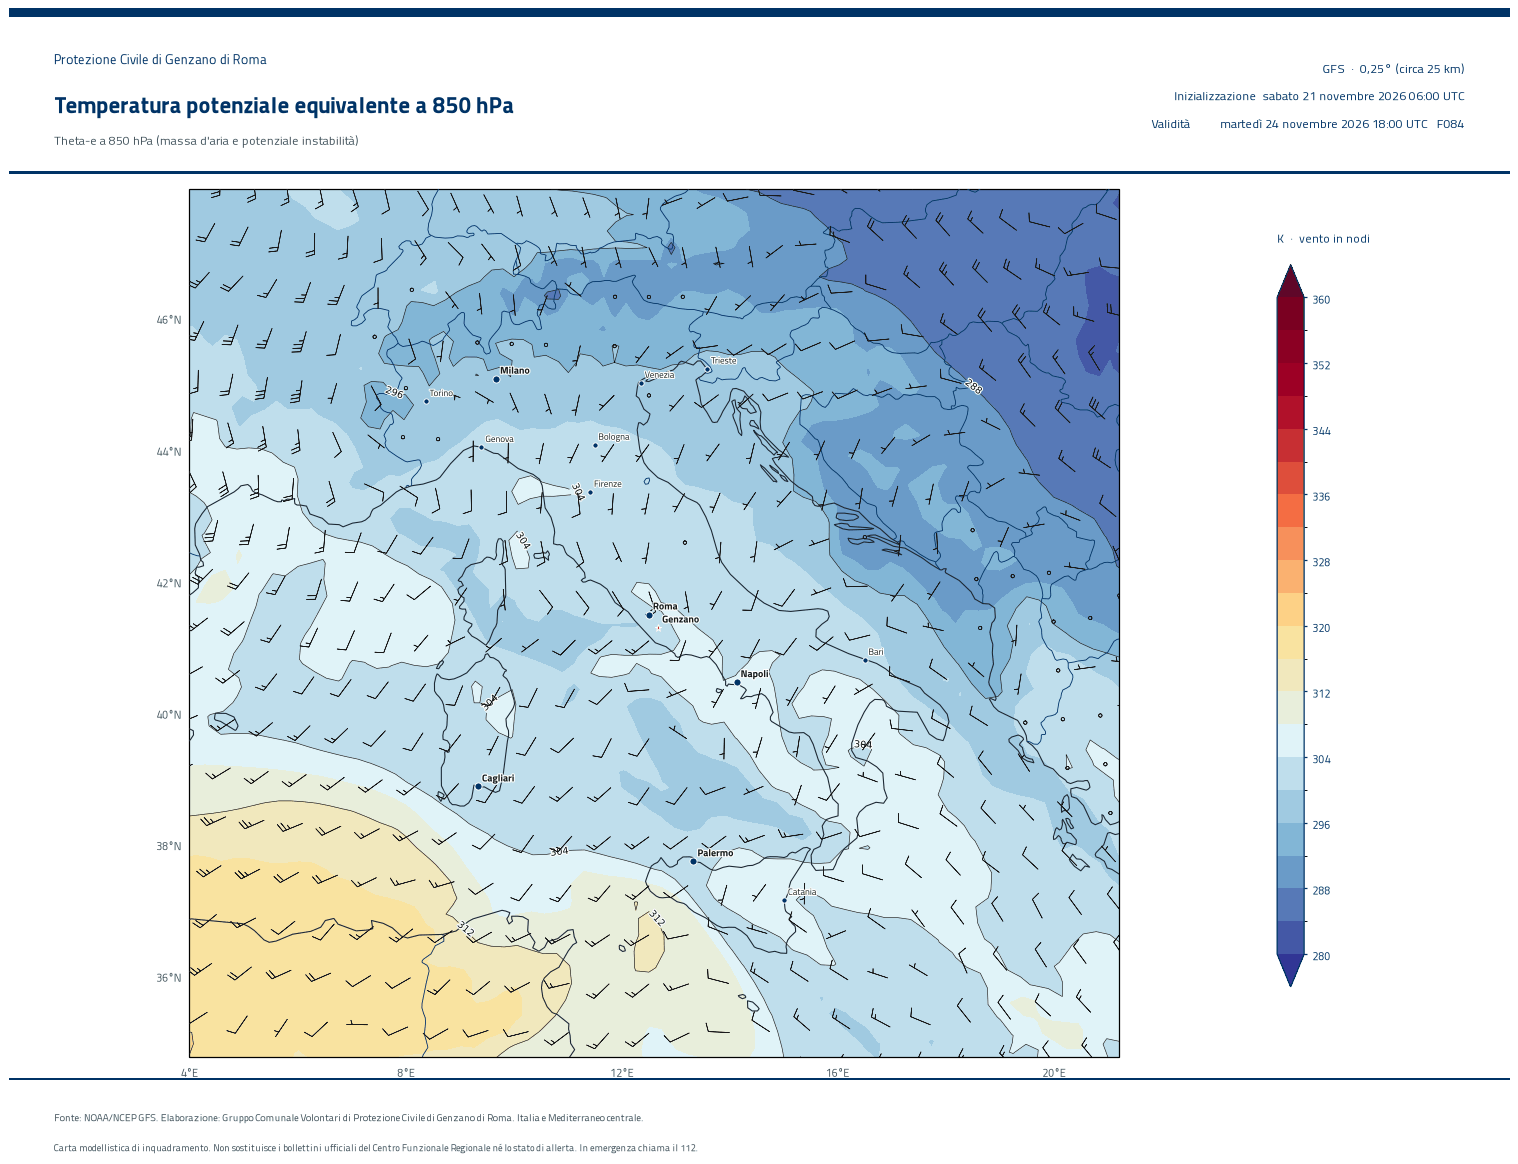 Protezione Civile di Genzano di Roma
Temperatura potenziale equivalente a 850 hPa
Theta-e a 850 hPa (massa d'aria e potenziale instabilità)
GFS · 0,25° (circa 25 km)
Inizializzazione sabato 21 novembre 2026 06:00 UTC
Validità martedì 24 novembre 2026 18:00 UTC F084
K · vento in nodi
360
352
344
336
328
320
312
304
296
288
280
46°N
44°N
42°N
40°N
38°N
36°N
4°E
8°E
12°E
16°E
20°E
Trieste
Milano
Venezia
288
296
Torino
Genova
Bologna
Firenze
304
304
Roma
Genzano
Bari
Napoli
304
304
Cagliari
304
Palermo
Catania
312
312
Fonte: NOAA/NCEP GFS. Elaborazione: Gruppo Comunale Volontari di Protezione Civile di Genzano di Roma. Italia e Mediterraneo centrale.
Carta modellistica di inquadramento. Non sostituisce i bollettini ufficiali del Centro Funzionale Regionale né lo stato di allerta. In emergenza chiama il 112.